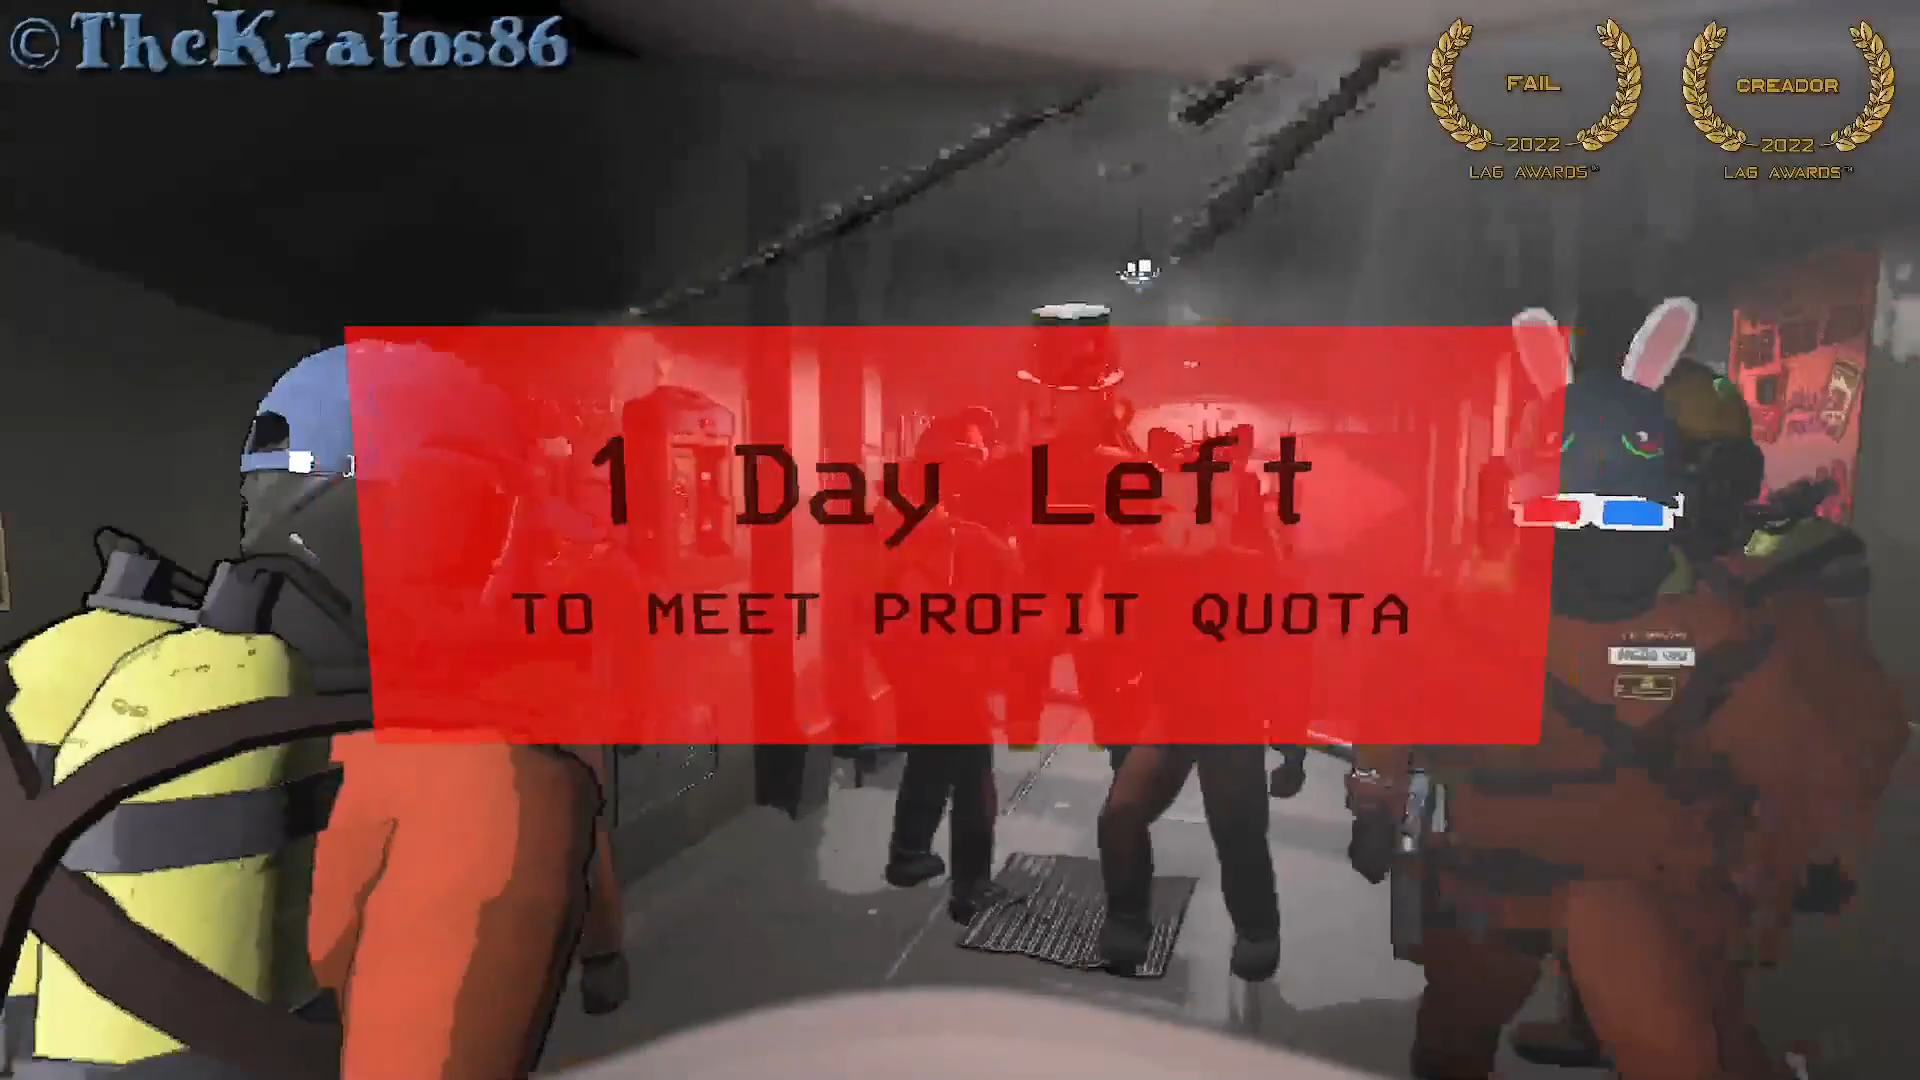 ©TheKratos86
FAIL
2022
LAG AWARDS™
CREADOR
2022
LAG AWARDS™
1 Day Left
TO MEET PROFIT QUOTA